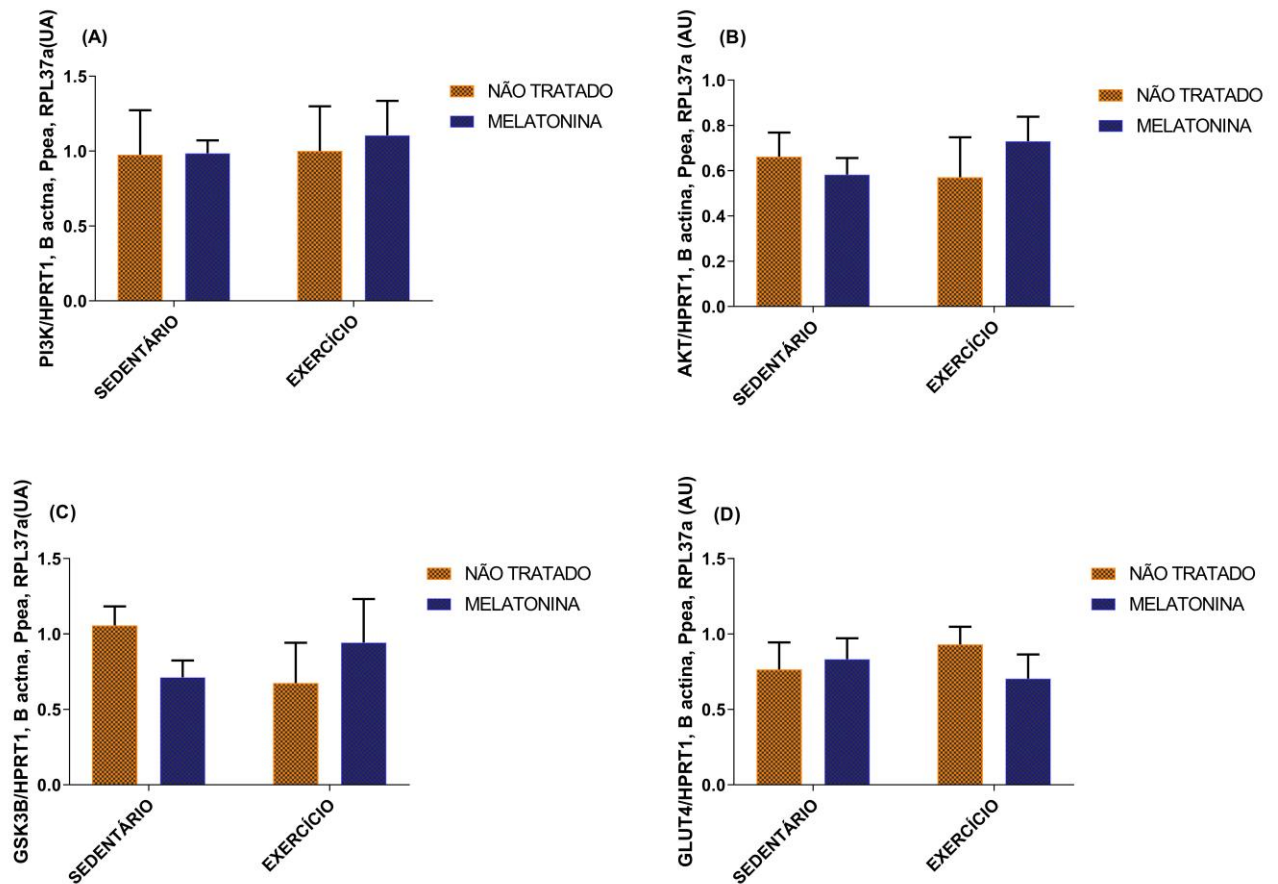 (A)
PI3K/HPRT1, B actna, Ppea, RPL37a(UA)
1.5
1.0
0.5
0.0
SEDENTÁRIO
EXERCÍCIO
NÃO TRATADO
MELATONINA
(B)
AKT/HPRT1, B actina, Ppea, RPL37a (AU)
1.0
0.8
0.6
0.4
0.2
0.0
SEDENTÁRIO
EXERCÍCIO
NÃO TRATADO
MELATONINA
(C)
GSK3B/HPRT1, B actna, Ppea, RPL37a(UA)
1.5
1.0
0.5
0.0
SEDENTÁRIO
EXERCÍCIO
NÃO TRATADO
MELATONINA
(D)
GLUT4/HPRT1, B actina, Ppea, RPL37a (AU)
1.5
1.0
0.5
0.0
SEDENTÁRIO
EXERCÍCIO
NÃO TRATADO
MELATONINA